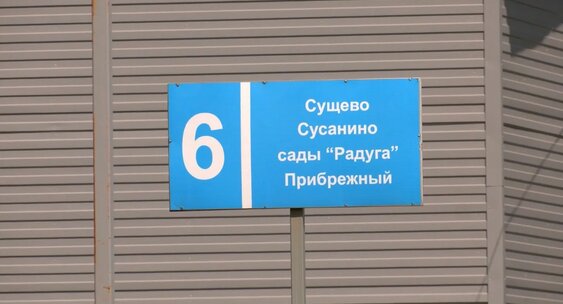 6
Сущево
Сусанино
сады “Радуга”
Прибрежный